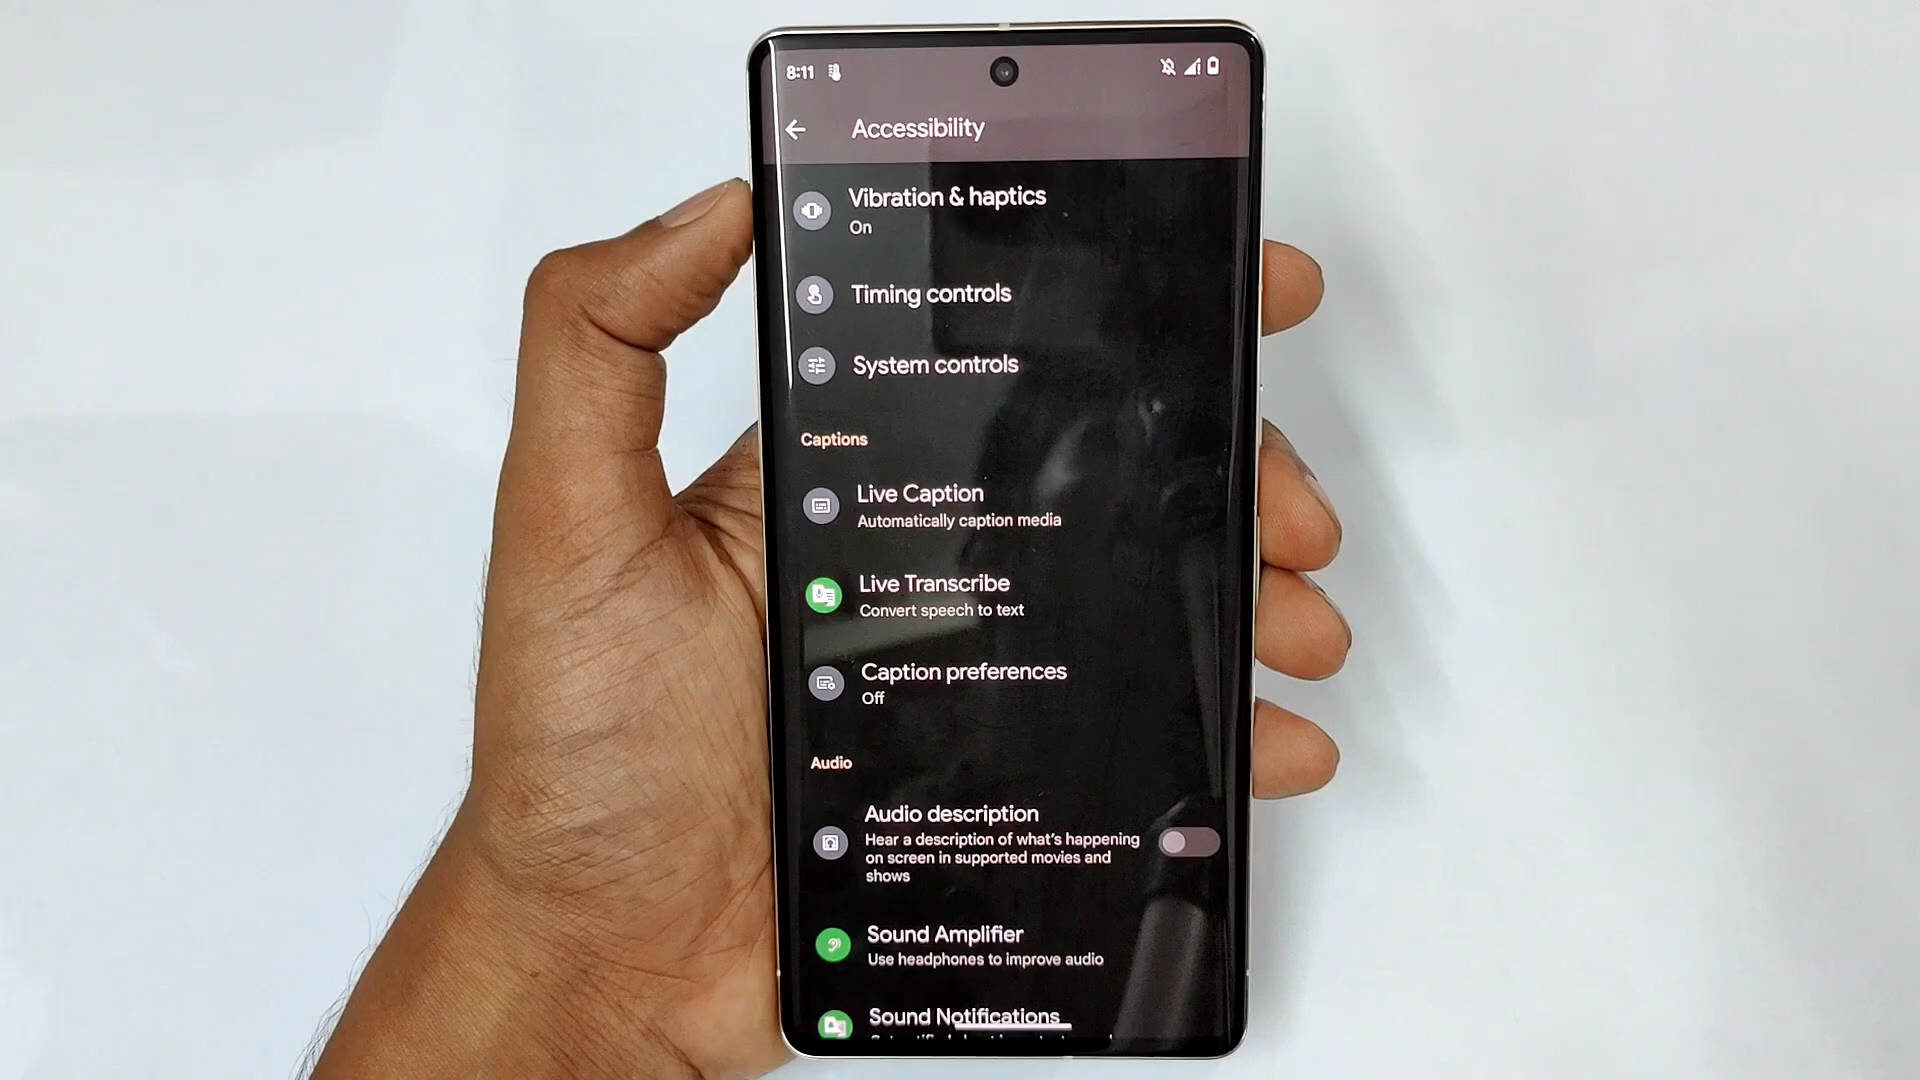 8:11
Accessibility
Vibration & haptics
On
Timing controls
System controls
Captions
Live Caption
Automatically caption media
Live Transcribe
Convert speech to text
Caption preferences
Off
Audio
Audio description
Hear a description of what's happening
on screen in supported movies and
shows
Sound Amplifier
Use headphones to improve audio
Sound Notifications